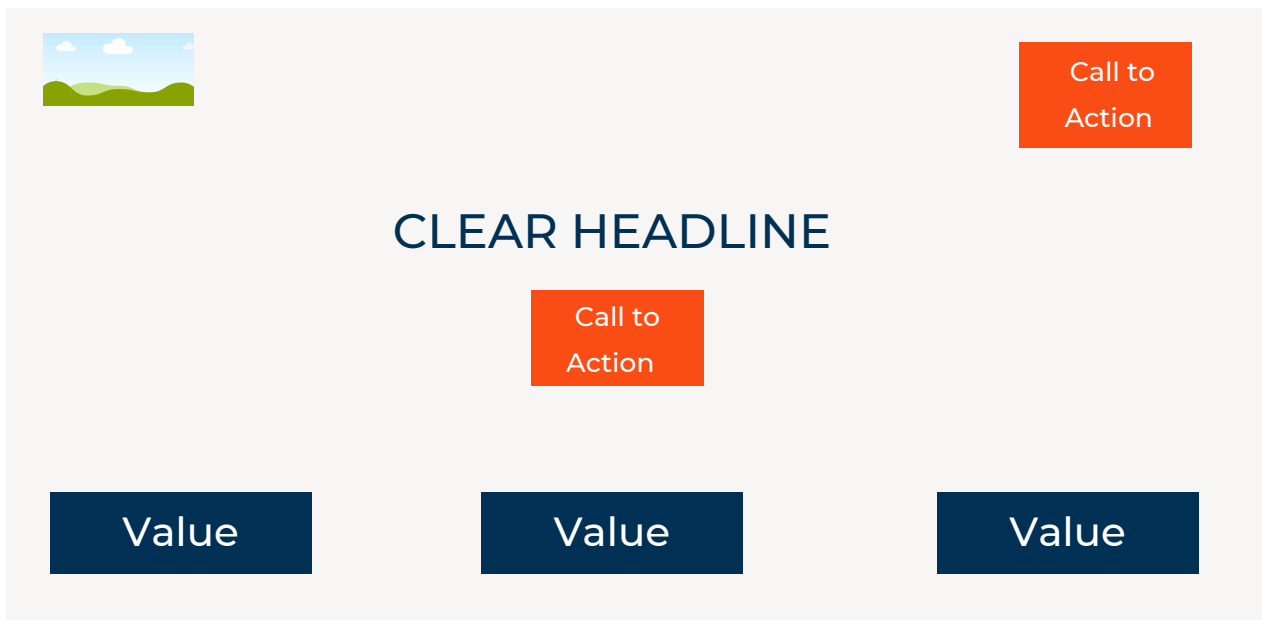 Call to
Action
CLEAR HEADLINE
Call to
Action
Value
Value
Value